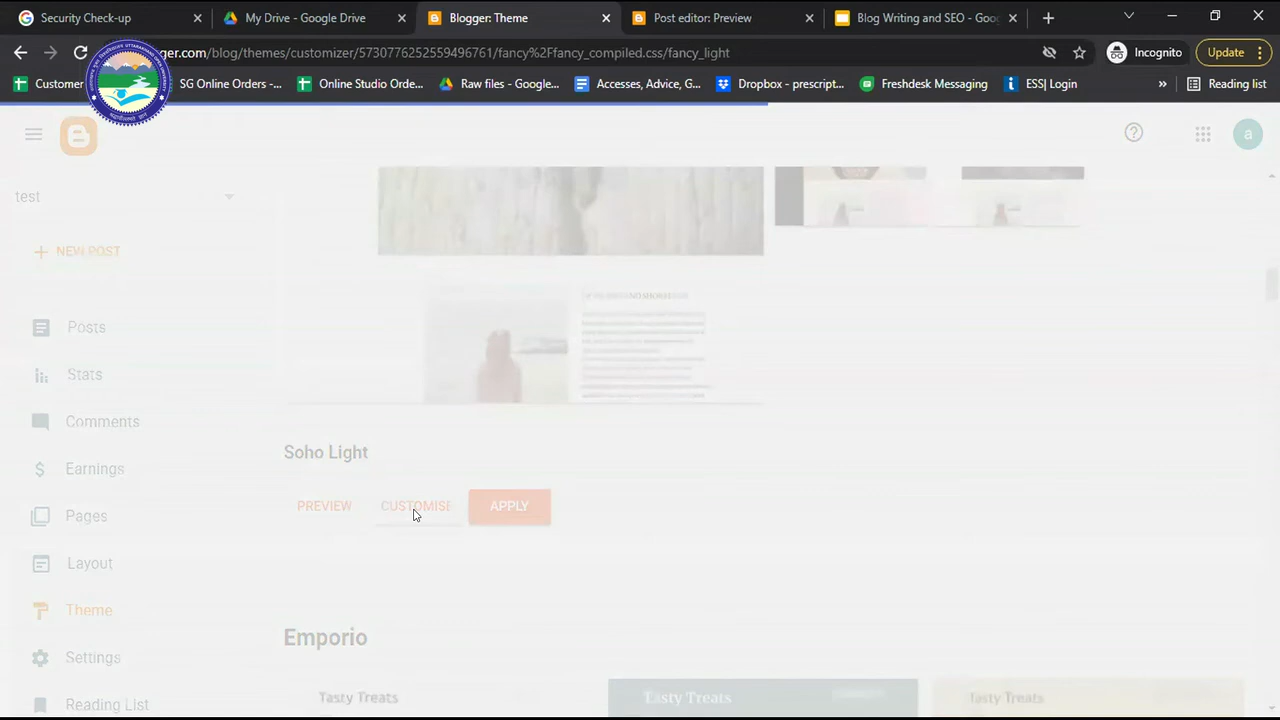 Security Check-up
My Drive - Google Drive
Blogger: Theme
Post editor: Preview
Blog Writing and SEO - Goo
ger.com/blog/themes/customizer/5730776252559496761/fancy%2Ffancy_compiled.css/fancy_light
Incognito
Update
Customer
SG Online Orders -...
Online Studio Orde...
Raw files - Google...
Accesses, Advice, G...
Dropbox - p
Freshdesk Messaging
ESS| Login
»
Reading list
test
NEW POST
Posts
Stats
Comments
Earnings
Pages
Layout
Theme
Settings
Reading List
Soho Light
PREVIEW
CUSTOMISE
APPLY
Emporio
Tasty Treats
Tasty Treats
Tasty Treats